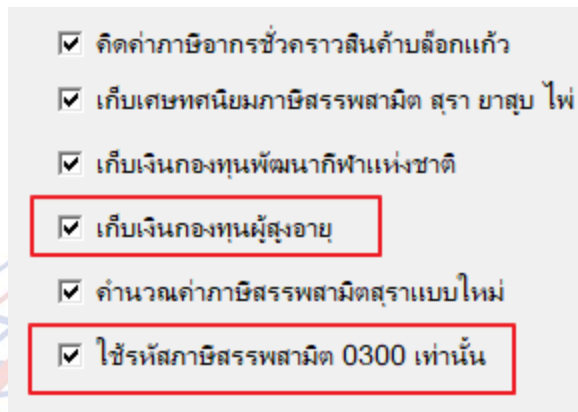 คิดค่าภาษีอากรชั่วคราวสินค้าบล็อกแก้ว
เก็บเศษทศนิยมภาษีสรรพสามิต สุรา ยาสูบ ไพ่
เก็บเงินกองทุนพัฒนากีฬาแห่งชาติ
เก็บเงินกองทุนผู้สูงอายุ
คำนวณค่าภาษีสรรพสามิตสุราแบบใหม่
ใช้รหัสภาษีสรรพสามิต 0300 เท่านั้น